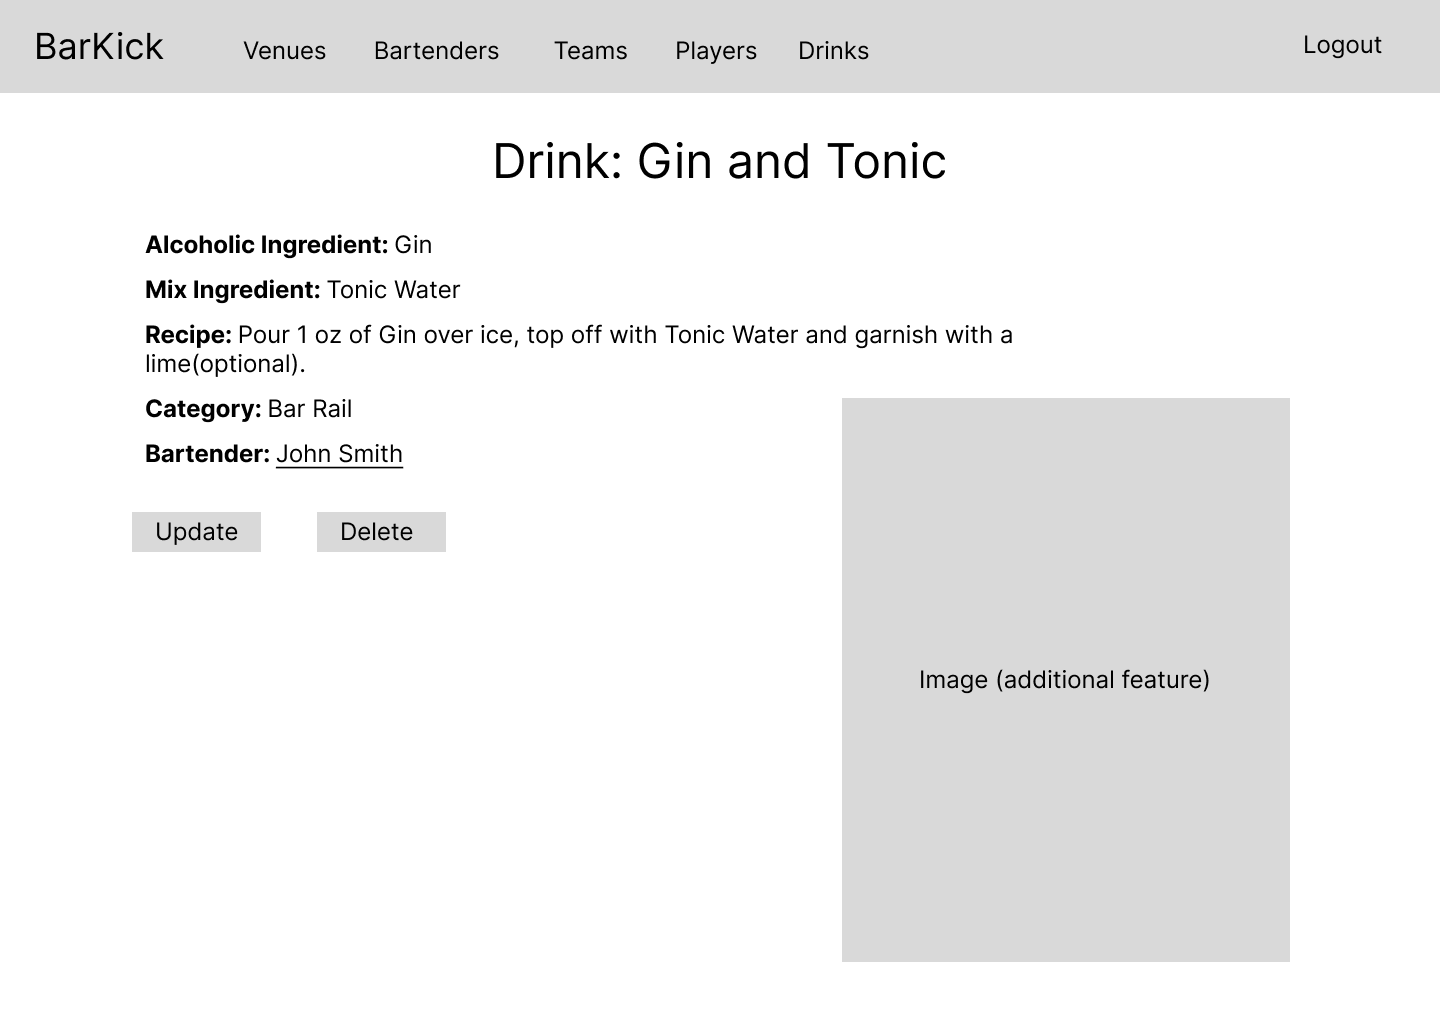 BarKick Venues Bartenders Teams Players Drinks Logout
Drink: Gin and Tonic
Alcoholic Ingredient: Gin
Mix Ingredient: Tonic Water
Recipe: Pour 1 oz of Gin over ice, top off with Tonic Water and garnish with a
lime(optional).
Category: Bar Rail
Bartender: John Smith
Update Delete
Image (additional feature)